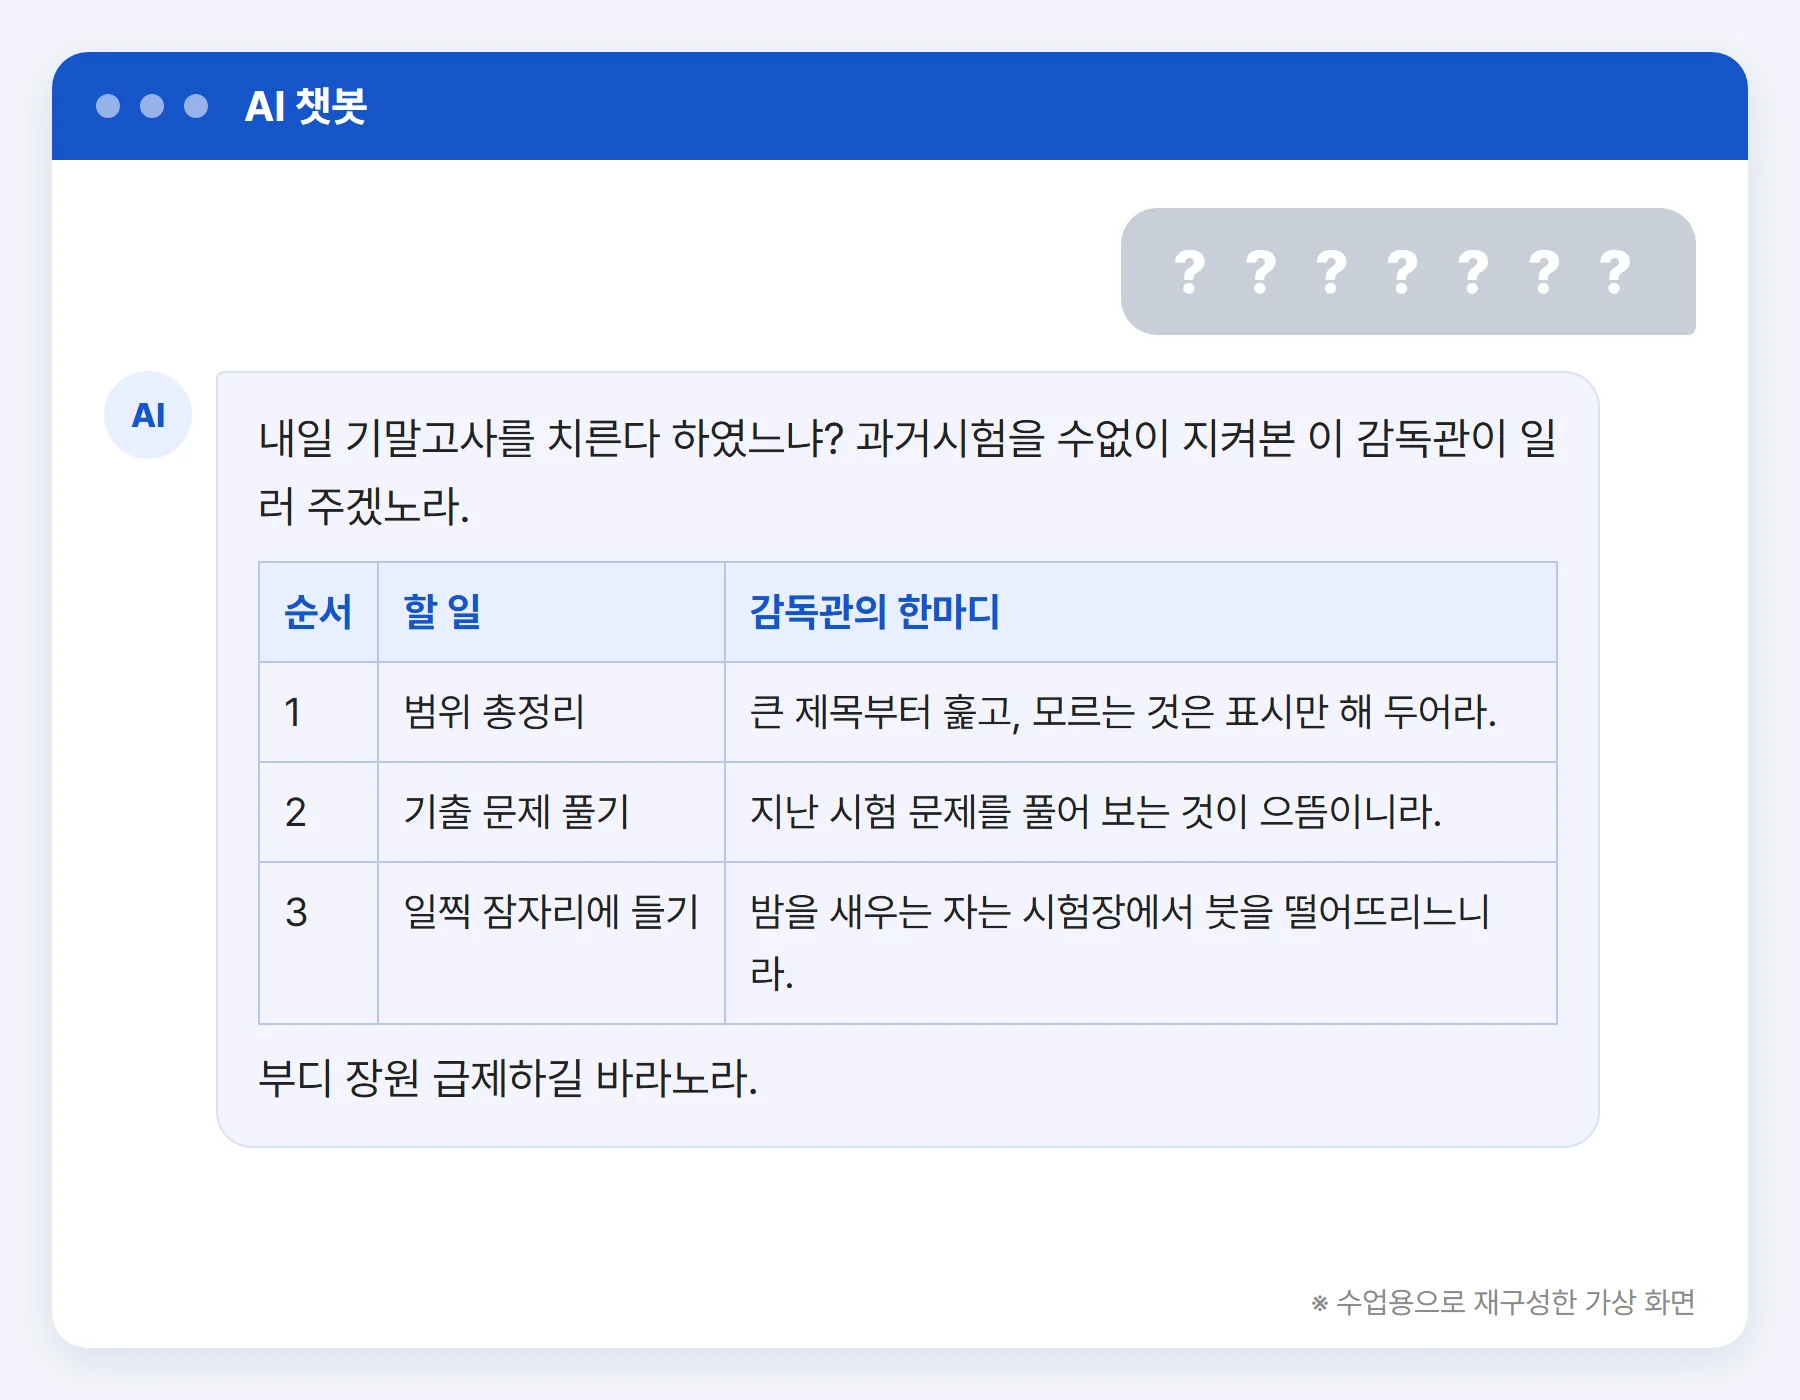 AI 챗봇
? ? ? ? ? ? ?
AI
내일 기말고사를 치른다 하였느냐? 과거시험을 수없이 지켜본 이 감독관이 일
러 주겠노라.
순서 할 일 감독관의 한마디
1 범위 총정리 큰 제목부터 훑고, 모르는 것은 표시만 해 두어라.
2 기출 문제 풀기 지난 시험 문제를 풀어 보는 것이 으뜸이니라.
3 일찍 잠자리에 들기 밤을 새우는 자는 시험장에서 붓을 떨어뜨리느니
라.
부디 장원 급제하길 바라노라.
※ 수업용으로 재구성한 가상 화면